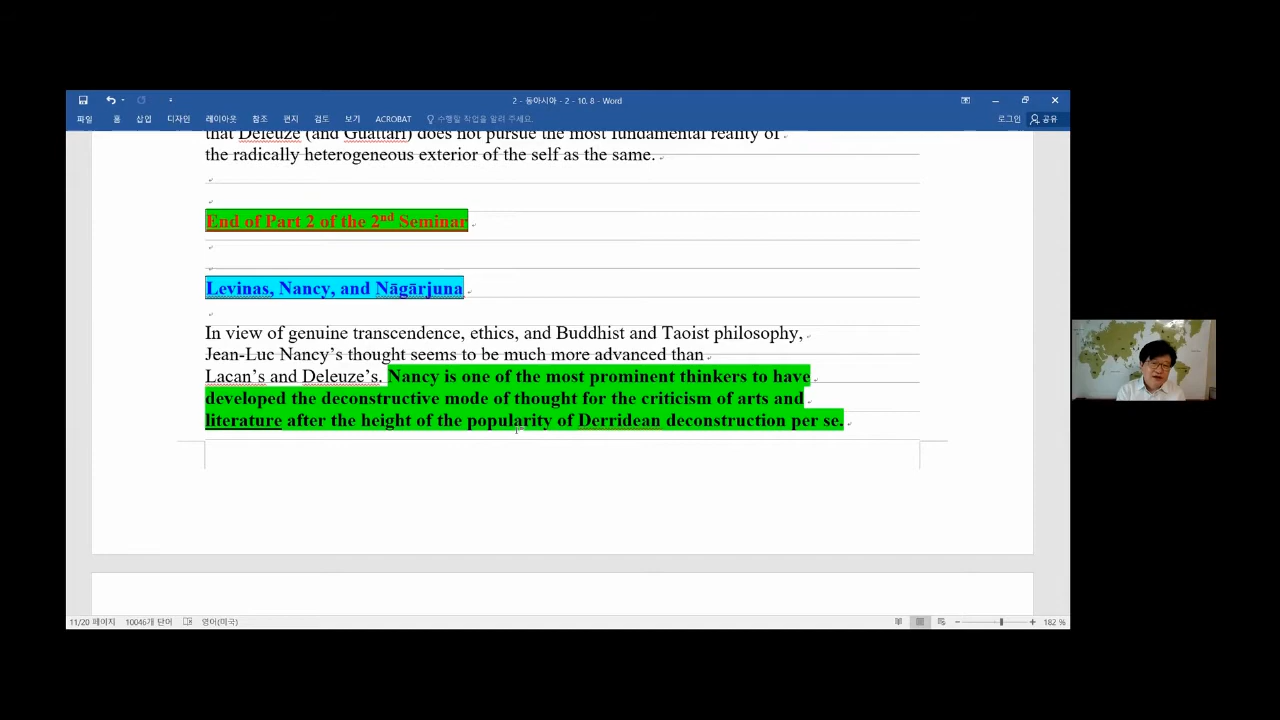 2 - 동아시아 - 2 - 10. 8 - Word
파일 홈 삽입 디자인 레이아웃 참조 편지 검토 보기 ACROBAT 수행할 작업을 알려 주세요. 로그인 공유
that Deleuze (and Guattari) does not pursue the most fundamental reality of
the radically heterogeneous exterior of the self as the same.
End of Part 2 of the 2nd Seminar
Levinas, Nancy, and Nāgārjuna
In view of genuine transcendence, ethics, and Buddhist and Taoist philosophy,
Jean-Luc Nancy’s thought seems to be much more advanced than
Lacan’s and Deleuze’s. Nancy is one of the most prominent thinkers to have
developed the deconstructive mode of thought for the criticism of arts and
literature after the height of the popularity of Derridean deconstruction per se.
11/20 페이지 10046개 단어 영어(미국) 182 %